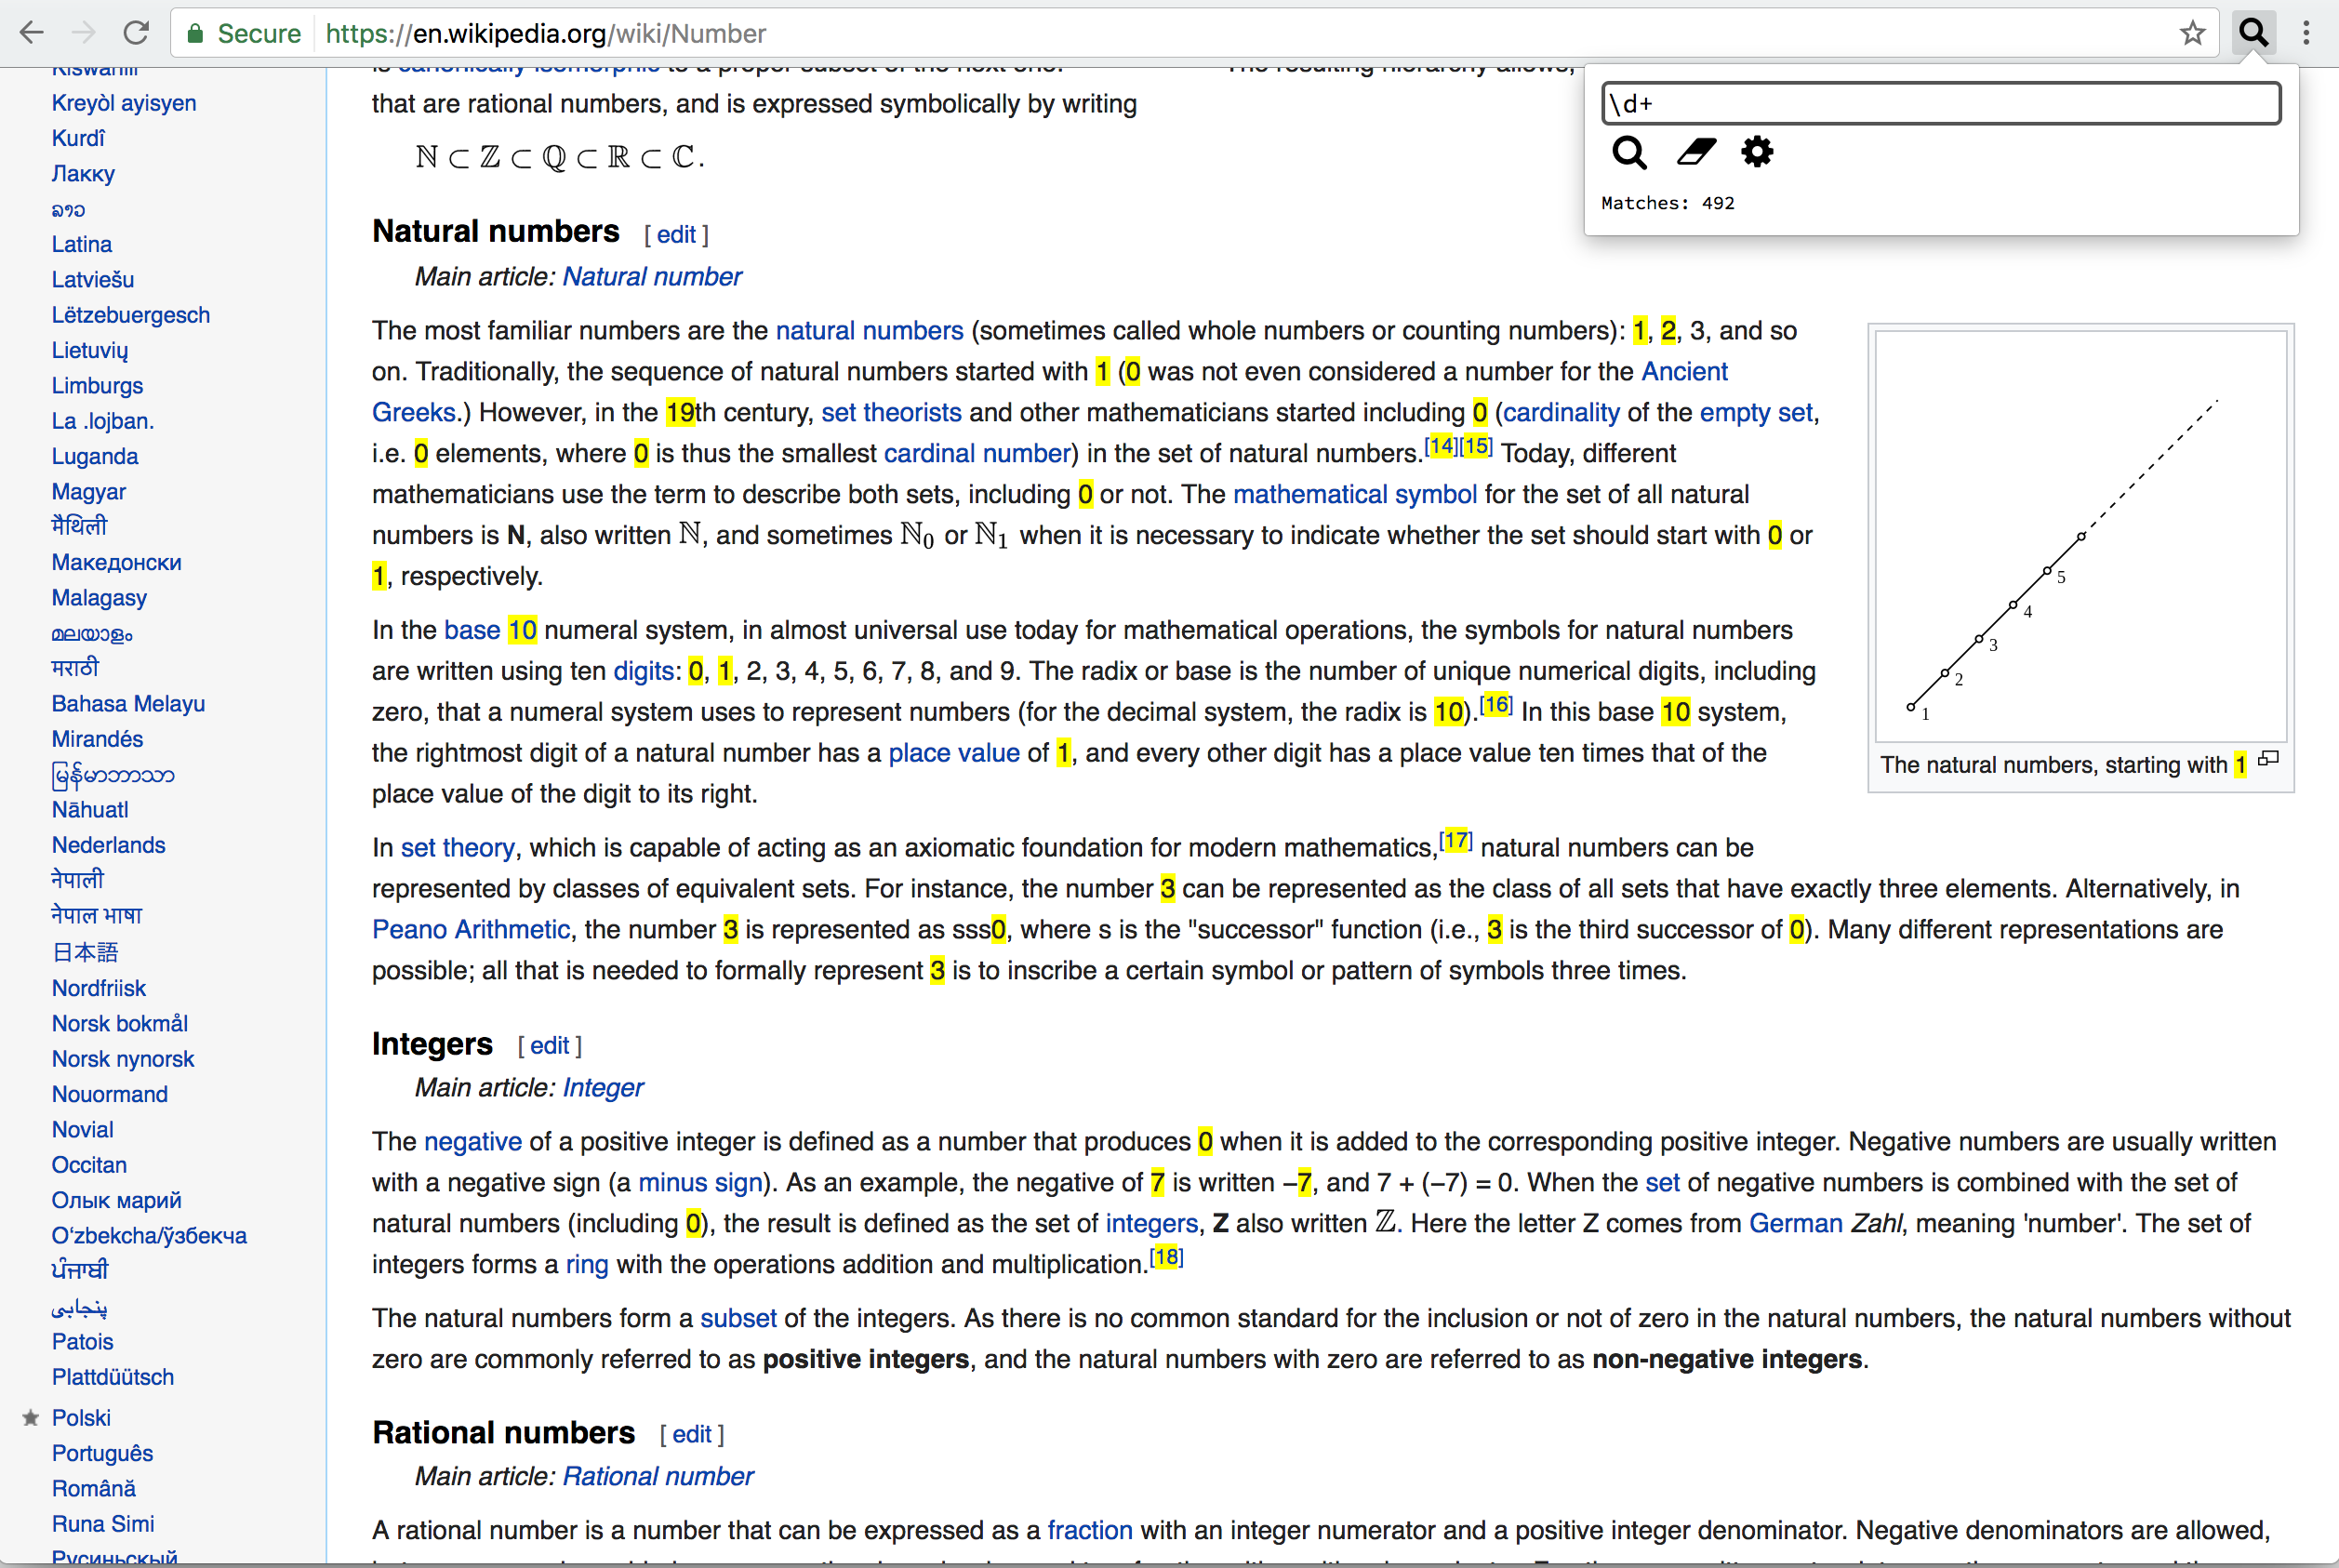 Secure https://en.wikipedia.org/wiki/Number
\d+
Matches: 492
Kreyòl ayisyen
Kurdî
Лакку
ລາວ
Latina
Latviešu
Lëtzebuergesch
Lietuvių
Limburgs
La .lojban.
Luganda
Magyar
मैथिली
Македонски
Malagasy
മലയാളം
मराठी
Bahasa Melayu
Mirandés
မြန်မာဘာသာ
Nāhuatl
Nederlands
नेपाली
नेपाल भाषा
日本語
Nordfriisk
Norsk bokmål
Norsk nynorsk
Nouormand
Novial
Occitan
Олык марий
Oʻzbekcha/ўзбекча
ਪੰਜਾਬੀ
پنجابی
Patois
Plattdüütsch
Polski
Português
Română
Runa Simi
Русиньскый
is canonically isomorphic to a proper subset of the next one. The resulting hierarchy allows,
that are rational numbers, and is expressed symbolically by writing
ℕ ⊂ ℤ ⊂ ℚ ⊂ ℝ ⊂ ℂ.
Natural numbers [ edit ]
Main article: Natural number
The most familiar numbers are the natural numbers (sometimes called whole numbers or counting numbers): 1, 2, 3, and so
on. Traditionally, the sequence of natural numbers started with 1 (0 was not even considered a number for the Ancient
Greeks.) However, in the 19th century, set theorists and other mathematicians started including 0 (cardinality of the empty set,
i.e. 0 elements, where 0 is thus the smallest cardinal number) in the set of natural numbers.[14][15] Today, different
mathematicians use the term to describe both sets, including 0 or not. The mathematical symbol for the set of all natural
numbers is N, also written ℕ, and sometimes ℕ0 or ℕ1 when it is necessary to indicate whether the set should start with 0 or
1, respectively.
In the base 10 numeral system, in almost universal use today for mathematical operations, the symbols for natural numbers
are written using ten digits: 0, 1, 2, 3, 4, 5, 6, 7, 8, and 9. The radix or base is the number of unique numerical digits, including
zero, that a numeral system uses to represent numbers (for the decimal system, the radix is 10).[16] In this base 10 system,
the rightmost digit of a natural number has a place value of 1, and every other digit has a place value ten times that of the
place value of the digit to its right.
5
4
3
2
1
The natural numbers, starting with 1
In set theory, which is capable of acting as an axiomatic foundation for modern mathematics,[17] natural numbers can be
represented by classes of equivalent sets. For instance, the number 3 can be represented as the class of all sets that have exactly three elements. Alternatively, in
Peano Arithmetic, the number 3 is represented as sss0, where s is the "successor" function (i.e., 3 is the third successor of 0). Many different representations are
possible; all that is needed to formally represent 3 is to inscribe a certain symbol or pattern of symbols three times.
Integers [ edit ]
Main article: Integer
The negative of a positive integer is defined as a number that produces 0 when it is added to the corresponding positive integer. Negative numbers are usually written
with a negative sign (a minus sign). As an example, the negative of 7 is written −7, and 7 + (−7) = 0. When the set of negative numbers is combined with the set of
natural numbers (including 0), the result is defined as the set of integers, Z also written ℤ. Here the letter Z comes from German Zahl, meaning 'number'. The set of
integers forms a ring with the operations addition and multiplication.[18]
The natural numbers form a subset of the integers. As there is no common standard for the inclusion or not of zero in the natural numbers, the natural numbers without
zero are commonly referred to as positive integers, and the natural numbers with zero are referred to as non-negative integers.
Rational numbers [ edit ]
Main article: Rational number
A rational number is a number that can be expressed as a fraction with an integer numerator and a positive integer denominator. Negative denominators are allowed,